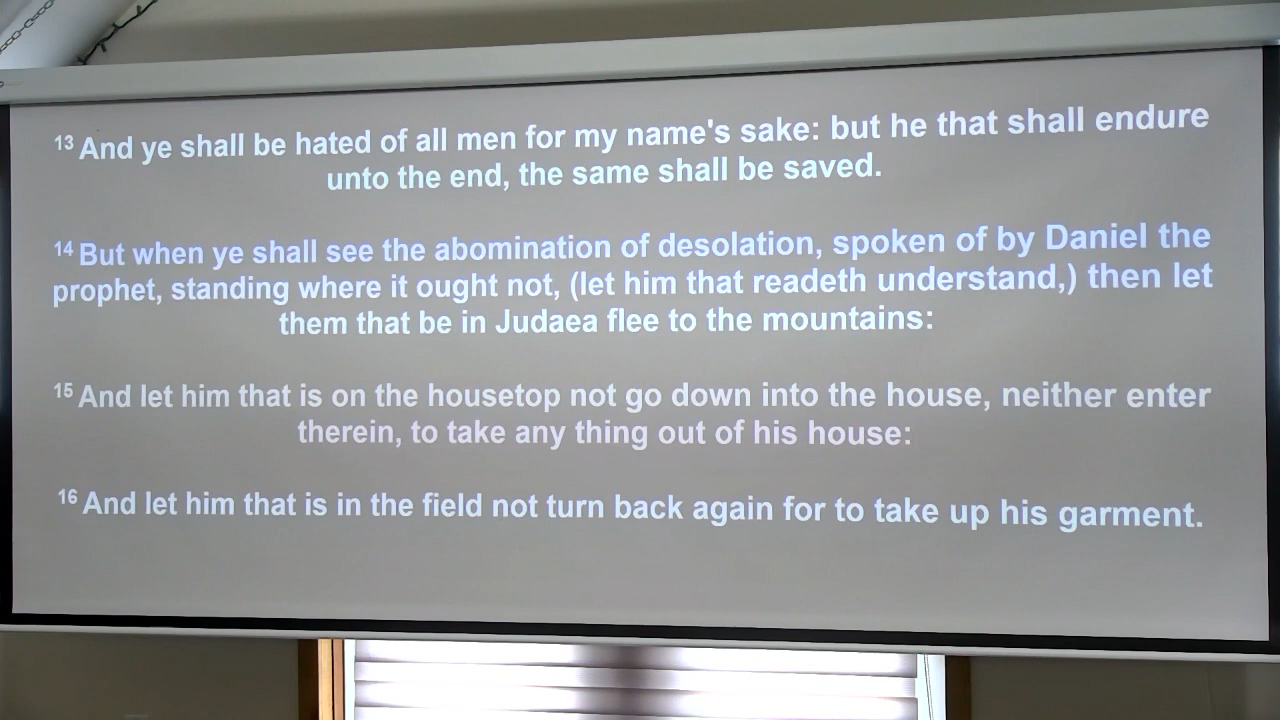 13 And ye shall be hated of all men for my name's sake: but he that shall endure
unto the end, the same shall be saved.
14 But when ye shall see the abomination of desolation, spoken of by Daniel the
prophet, standing where it ought not, (let him that readeth understand,) then let
them that be in Judaea flee to the mountains:
15 And let him that is on the housetop not go down into the house, neither enter
therein, to take any thing out of his house:
16 And let him that is in the field not turn back again for to take up his garment.